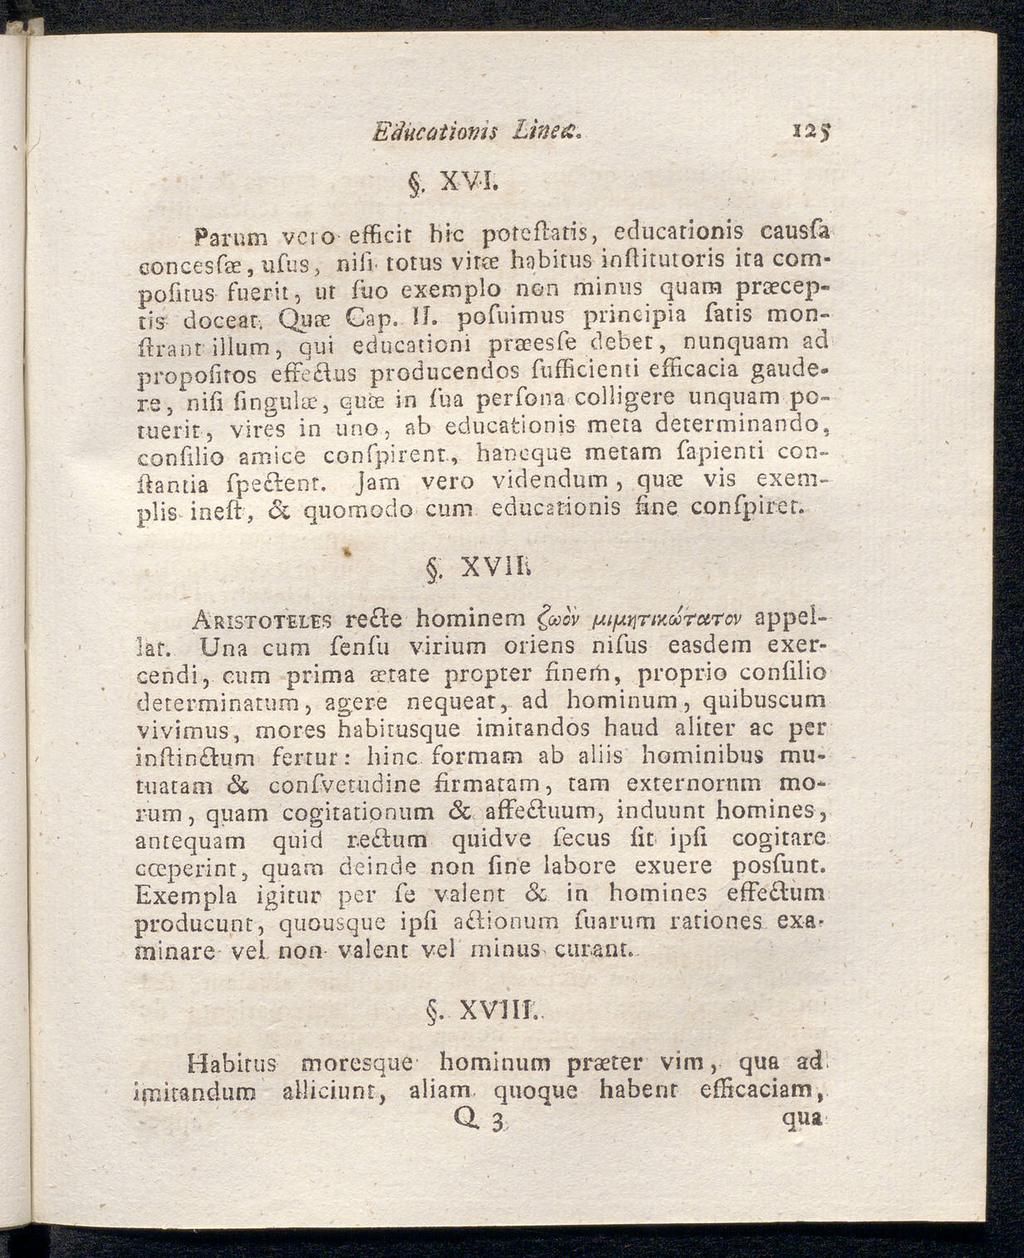 Educationis Lineæ. 125
§. XVI.
Parum vero efficit hic poteſtatis, educationis causſa
concesſæ, uſus, niſi totus vitæ habitus inſtitutoris ita com-
poſitus fuerit, ut ſuo exemplo non minus quam præcep-
tis doceat. Quæ Cap. II. poſuimus principia ſatis mon-
ſtrant illum, qui educationi præesſe debet, nunquam ad
propoſitos effectus producendos ſufficienti efficacia gaude-
re, niſi ſingulæ, quæ in ſua perſona colligere unquam po-
tuerit, vires in uno, ab educationis meta determinando,
conſilio amice conſpirent, hancque metam ſapienti con-
ſtantia ſpectent. Jam vero videndum, quæ vis exem-
plis ineſt, & quomodo cum educationis fine conſpiret.
§. XVII.
ARISTOTELES recte hominem ζωὸν μιμητικώτατον appel-
lat. Una cum ſenſu virium oriens niſus easdem exer-
cendi, cum prima ætate propter finem, proprio conſilio
determinatum, agere nequeat, ad hominum, quibuscum
vivimus, mores habitusque imitandos haud aliter ac per
inſtinctum fertur: hinc formam ab aliis hominibus mu-
tuatam & conſvetudine firmatam, tam externorum mo-
rum, quam cogitationum & affectuum, induunt homines,
antequam quid rectum quidve ſecus ſit ipſi cogitare
cœperint, quam deinde non ſine labore exuere posſunt.
Exempla igitur per ſe valent & in homines effectum
producunt, quousque ipſi actionum ſuarum rationes exa-
minare vel non valent vel minus curant.
§. XVIII.
Habitus moresque hominum præter vim, qua ad
imitandum alliciunt, aliam quoque habent efficaciam,
Q 3 qua